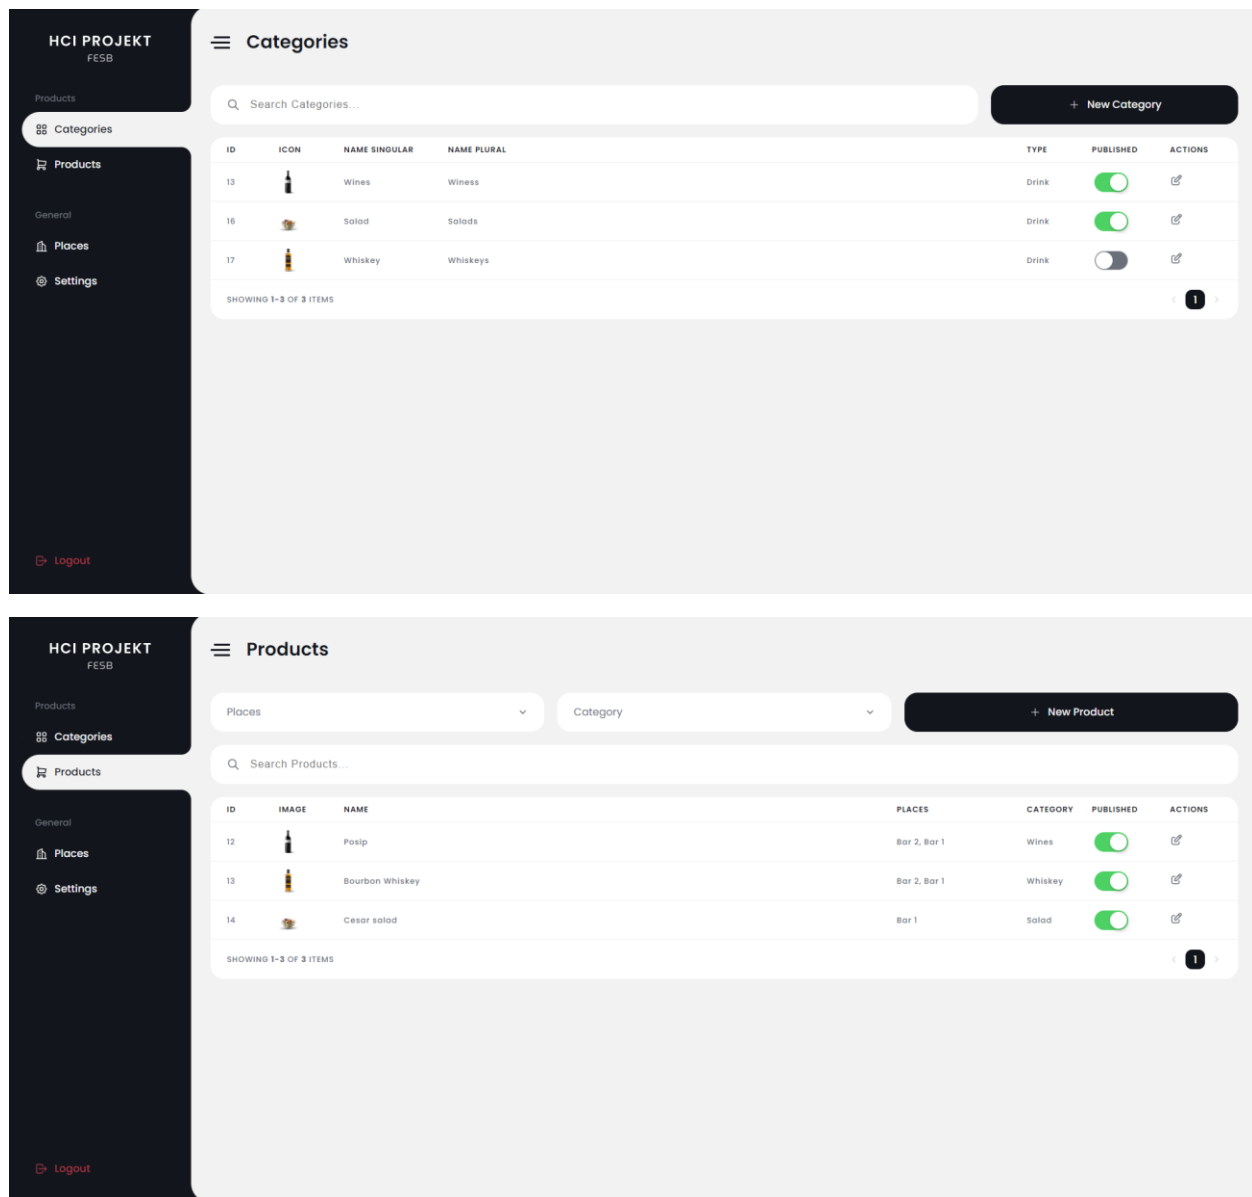 HCI PROJEKT
FESB
Products
Categories
Products
General
Places
Settings
Logout
Categories
Search Categories...
+ New Category
ID ICON NAME SINGULAR NAME PLURAL TYPE PUBLISHED ACTIONS
13 Wines Winess Drink
16 Salad Salads Drink
17 Whiskey Whiskeys Drink
SHOWING 1-3 OF 3 ITEMS
< 1 >
HCI PROJEKT
FESB
Products
Categories
Products
General
Places
Settings
Logout
Products
Places Category + New Product
Search Products...
ID IMAGE NAME PLACES CATEGORY PUBLISHED ACTIONS
12 Posip Bar 2, Bar 1 Wines
13 Bourbon Whiskey Bar 2, Bar 1 Whiskey
14 Cesar salad Bar 1 Salad
SHOWING 1-3 OF 3 ITEMS
< 1 >